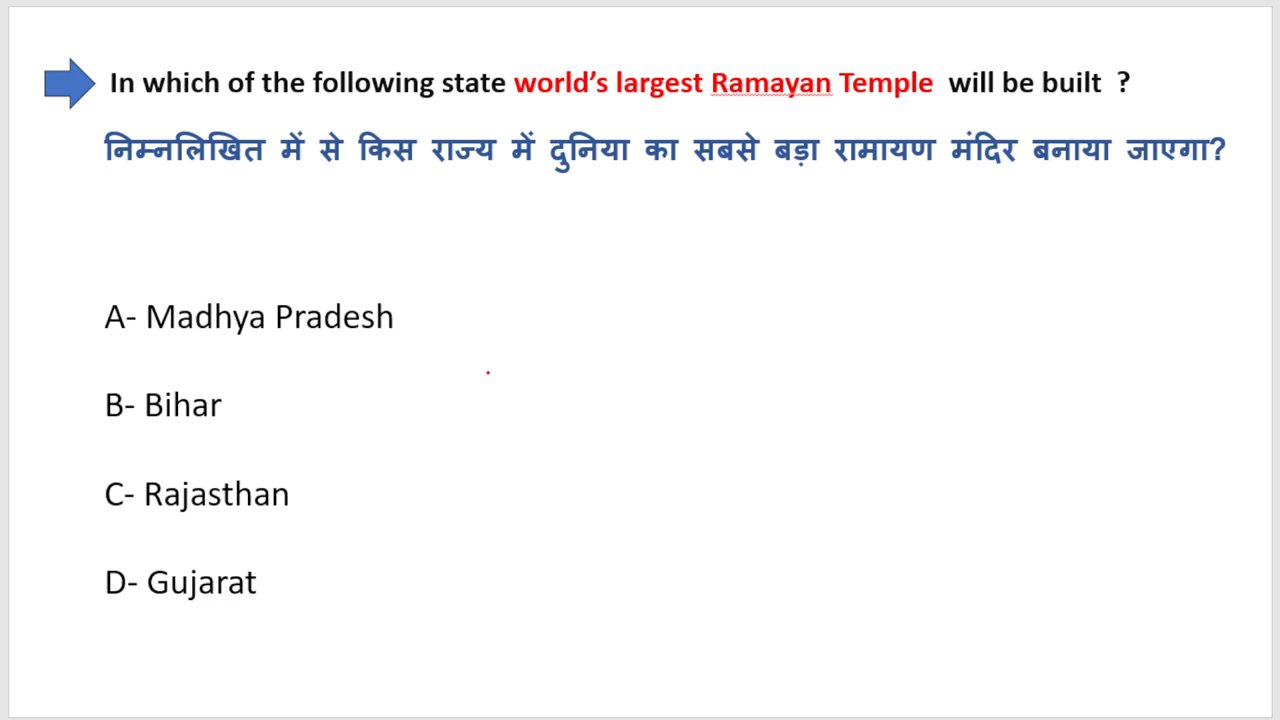 In which of the following state world's largest Ramayan Temple will be built ?
निम्नलिखित में से किस राज्य में दुनिया का सबसे बड़ा रामायण मंदिर बनाया जाएगा?
A- Madhya Pradesh
B- Bihar
C- Rajasthan
D- Gujarat